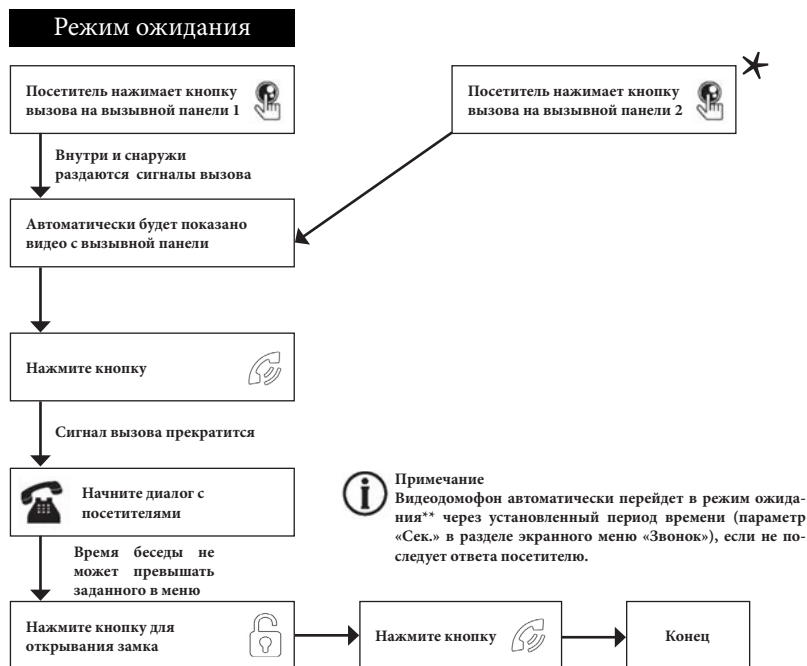 Режим ожидания
Посетитель нажимает кнопку
вызова на вызывной панели 1
Посетитель нажимает кнопку
вызова на вызывной панели 2
Внутри и снаружи
раздаются сигналы вызова
Автоматически будет показано
видео с вызывной панели
Нажмите кнопку
Сигнал вызова прекратится
Начните диалог с
посетителями
Примечание
Видеодомофон автоматически перейдет в режим ожида-
ния** через установленный период времени (параметр
«Сек.» в разделе экранного меню «Звонок»), если не по-
следует ответа посетителю.
Время беседы не
может превышать
заданного в меню
Нажмите кнопку для
открывания замка
Нажмите кнопку
Конец